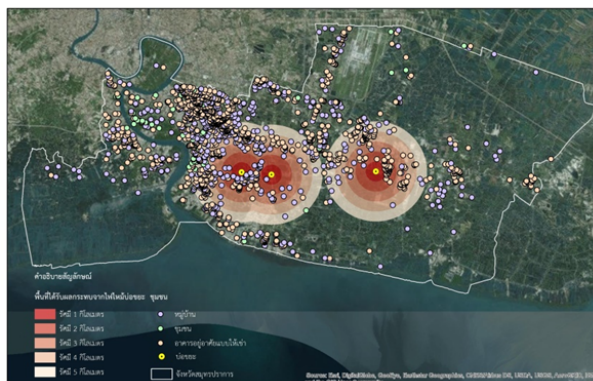 คำอธิบายสัญลักษณ์
พื้นที่ได้รับผลกระทบจากไฟไหม้บ่อขยะ ชุมชน
รัศมี 1 กิโลเมตร
รัศมี 2 กิโลเมตร
รัศมี 3 กิโลเมตร
รัศมี 4 กิโลเมตร
รัศมี 5 กิโลเมตร
หมู่บ้าน
ชุมชน
อาคารอยู่อาศัยแบบให้เช่า
บ่อขยะ
จังหวัดสมุทรปราการ
Source: Esri, DigitalGlobe, GeoEye, Earthstar Geographics, CNES/Airbus DS, USDA, USGS, AeroGRID,